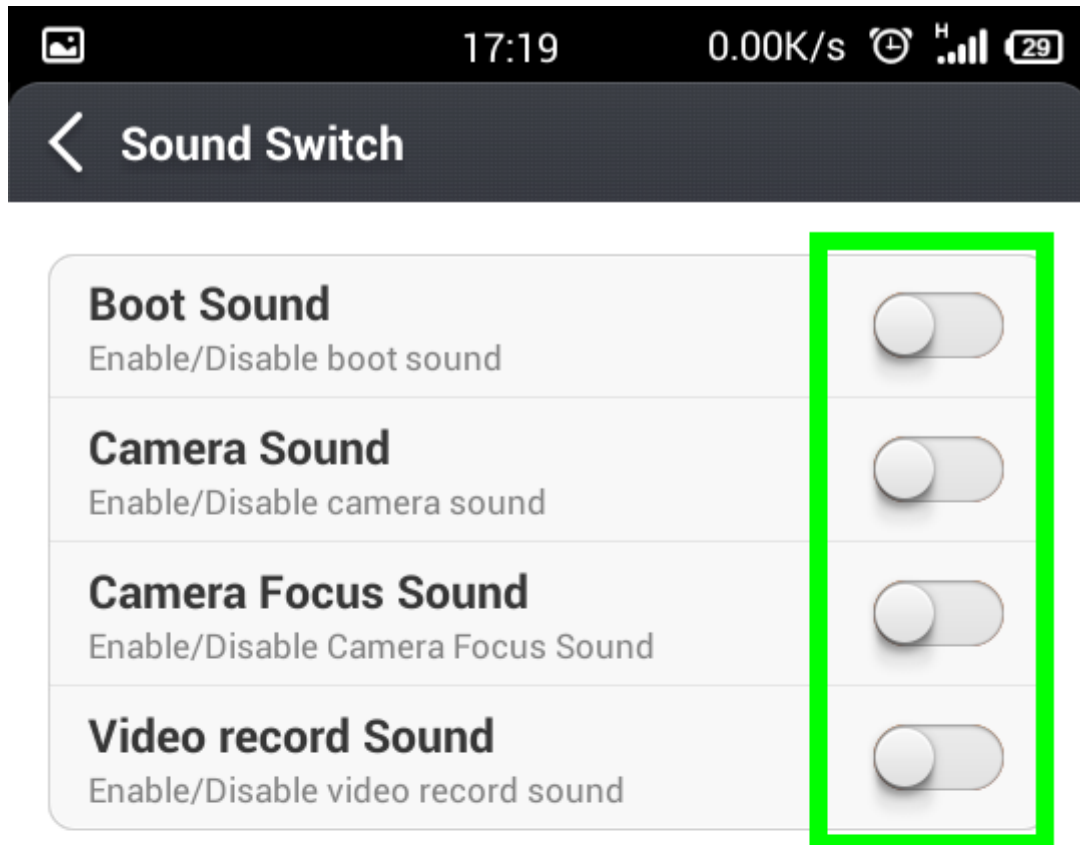 17:19 0.00K/s H 29
Sound Switch
Boot Sound
Enable/Disable boot sound
Camera Sound
Enable/Disable camera sound
Camera Focus Sound
Enable/Disable Camera Focus Sound
Video record Sound
Enable/Disable video record sound